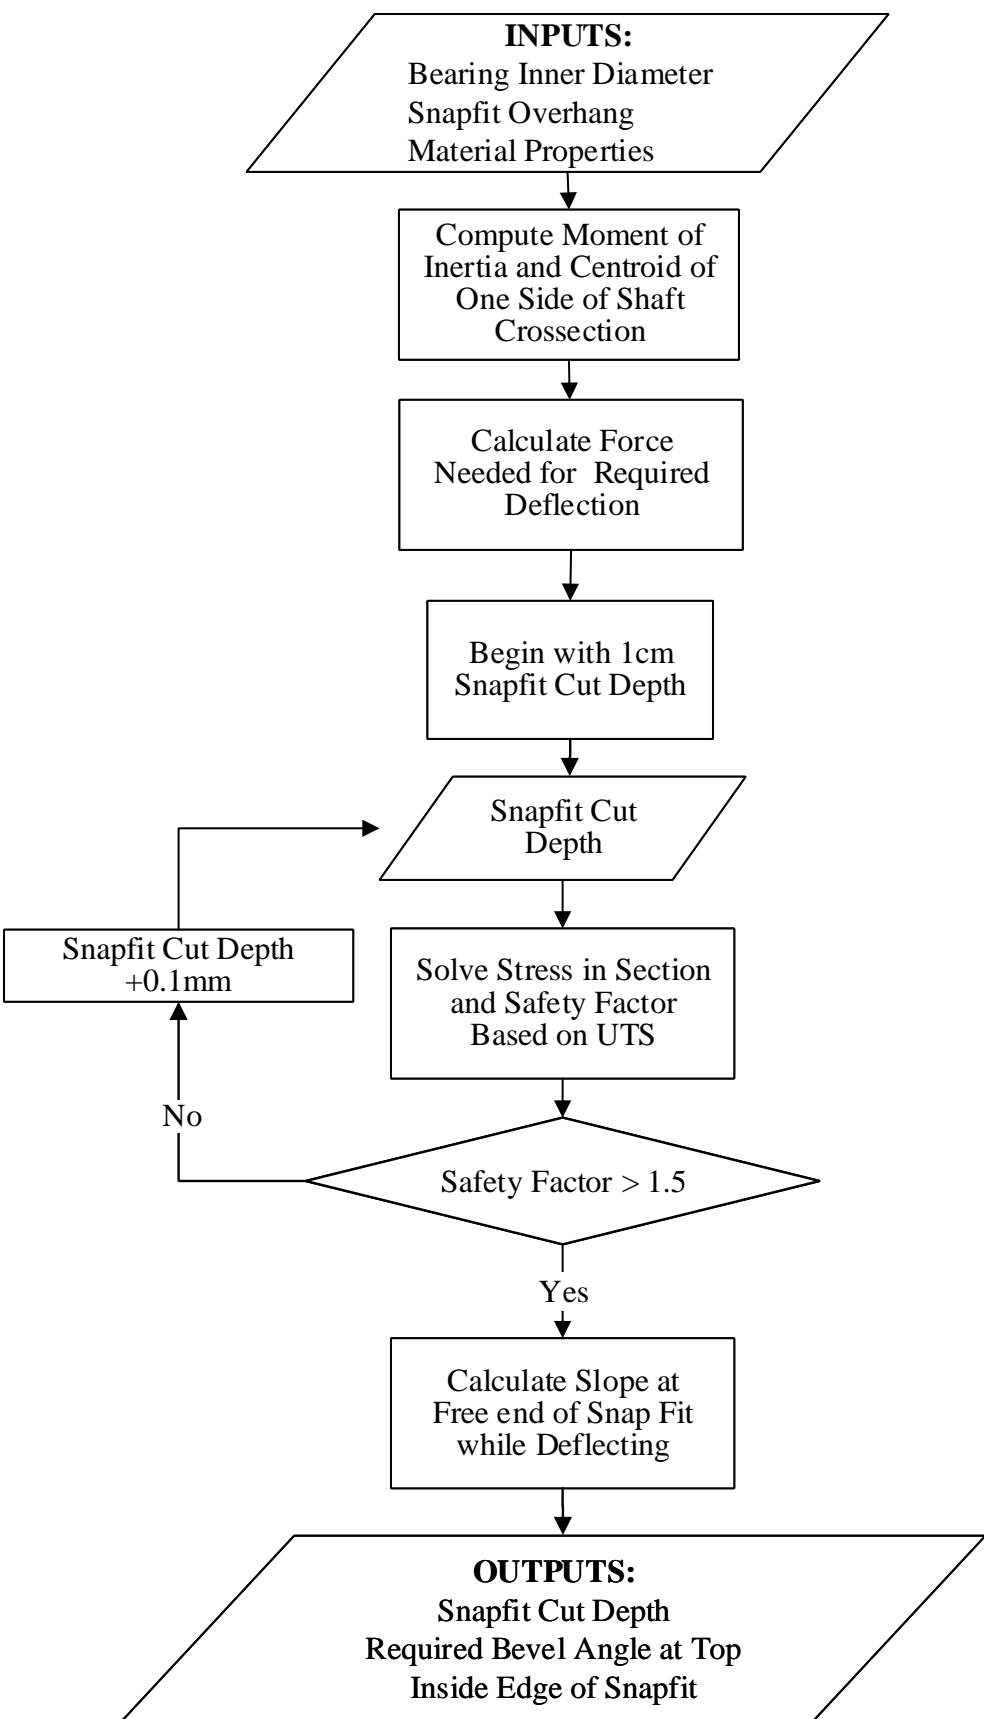 INPUTS:
Bearing Inner Diameter
Snapfit Overhang
Material Properties
Compute Moment of
Inertia and Centroid of
One Side of Shaft
Crossection
Calculate Force
Needed for Required
Deflection
Begin with 1cm
Snapfit Cut Depth
Snapfit Cut
Depth
Snapfit Cut Depth
+0.1mm
Solve Stress in Section
and Safety Factor
Based on UTS
No
Safety Factor > 1.5
Yes
Calculate Slope at
Free end of Snap Fit
while Deflecting
OUTPUTS:
Snapfit Cut Depth
Required Bevel Angle at Top
Inside Edge of Snapfit